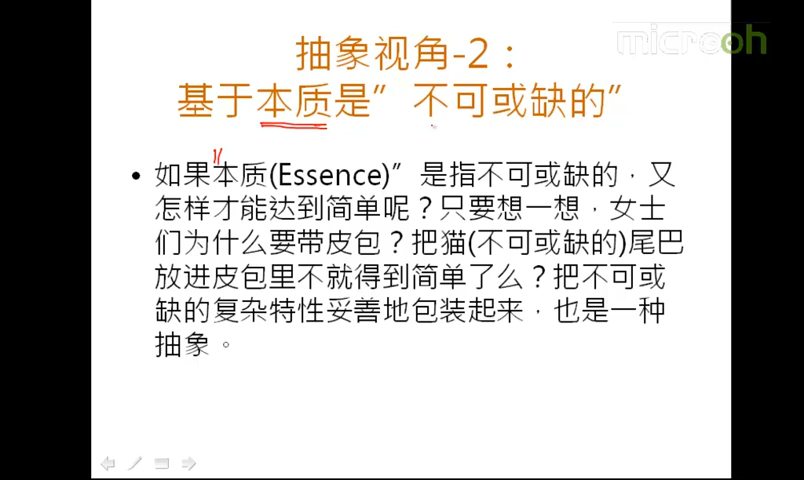 microoh
抽象视角-2：
基于本质是”不可或缺的”
• 如果本质(Essence)”是指不可或缺的，又
怎样才能达到简单呢？只要想一想，女士
们为什么要带皮包？把猫(不可或缺的)尾巴
放进皮包里不就得到简单了么？把不可或
缺的复杂特性妥善地包装起来，也是一种
抽象。